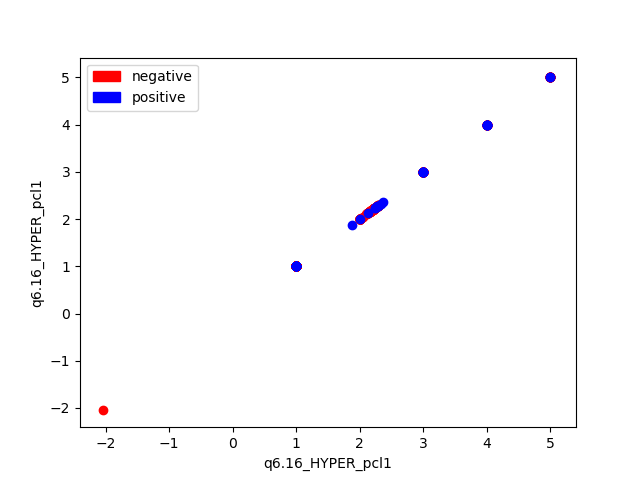 negative
positive
5
4
3
2
1
0
−1
−2
q6.16_HYPER_pcl1
−2 −1 0 1 2 3 4 5
q6.16_HYPER_pcl1